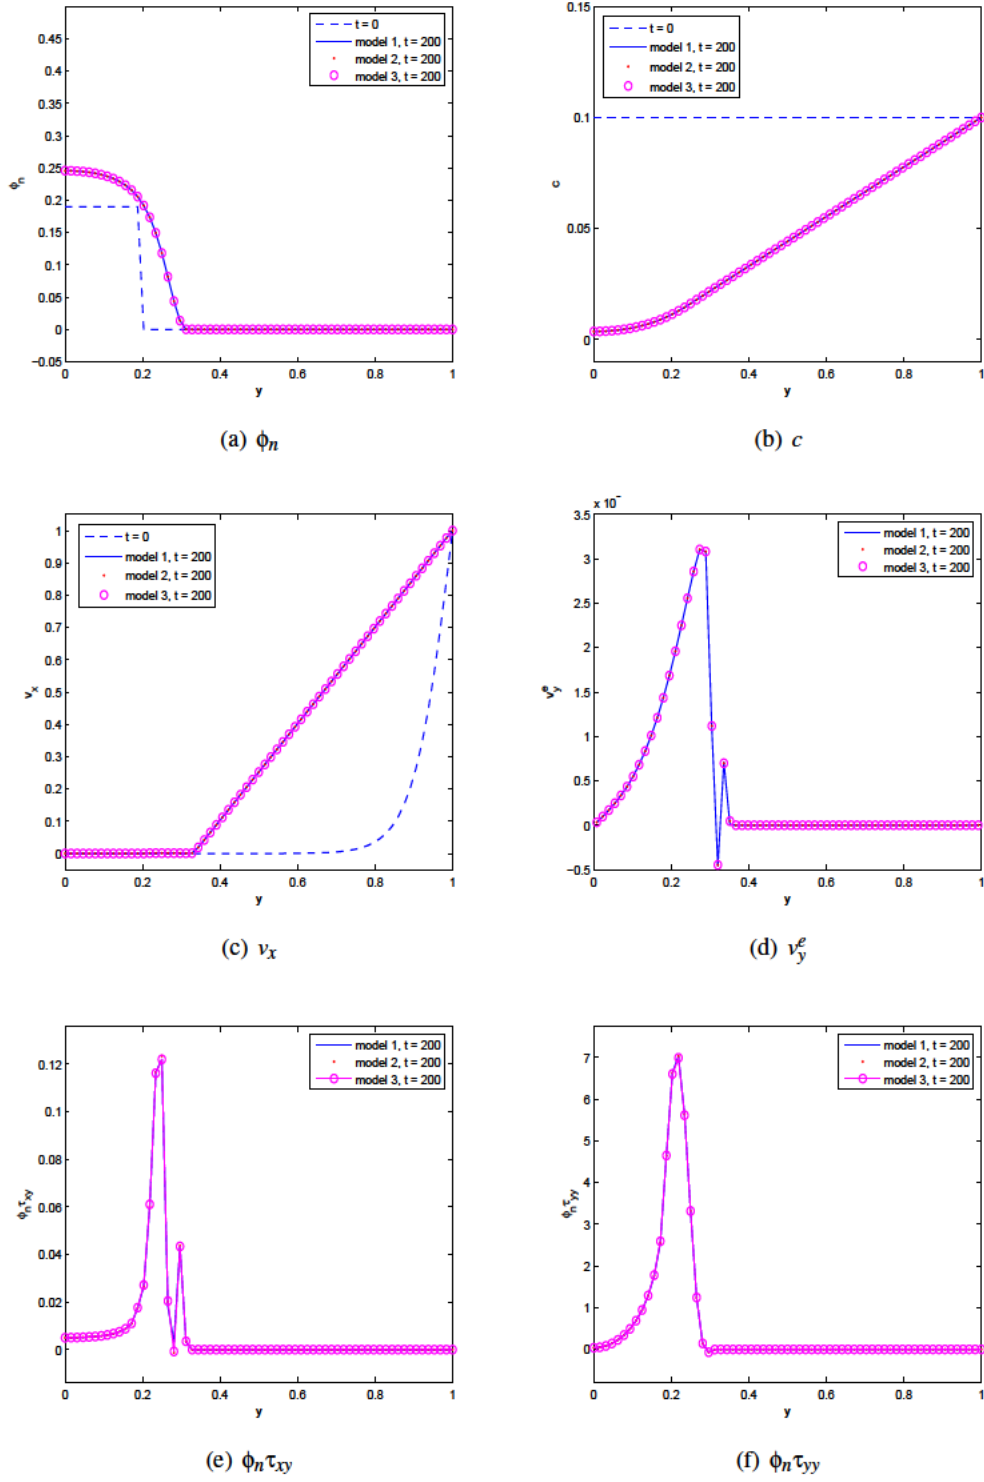 t = 0
model 1, t = 200
model 2, t = 200
model 3, t = 200
0.45
0.4
0.35
0.3
0.25
0.2
0.15
0.1
0.05
0
−0.05
ϕn
0 0.2 0.4 0.6 0.8 1
y
(a) ϕn
t = 0
model 1, t = 200
model 2, t = 200
model 3, t = 200
0.15
0.1
0.05
0
c
0 0.2 0.4 0.6 0.8 1
y
(b) c
t = 0
model 1, t = 200
model 2, t = 200
model 3, t = 200
1
0.9
0.8
0.7
0.6
0.5
0.4
0.3
0.2
0.1
0
vx
0 0.2 0.4 0.6 0.8 1
y
(c) vx
x 10⁻
model 1, t = 200
model 2, t = 200
model 3, t = 200
3.5
3
2.5
2
1.5
1
0.5
0
−0.5
v_y^e
0 0.2 0.4 0.6 0.8 1
y
(d) v_y^e
model 1, t = 200
model 2, t = 200
model 3, t = 200
0.12
0.1
0.08
0.06
0.04
0.02
0
ϕnτxy
0 0.2 0.4 0.6 0.8 1
y
(e) ϕnτxy
model 1, t = 200
model 2, t = 200
model 3, t = 200
7
6
5
4
3
2
1
0
ϕnτyy
0 0.2 0.4 0.6 0.8 1
y
(f) ϕnτyy